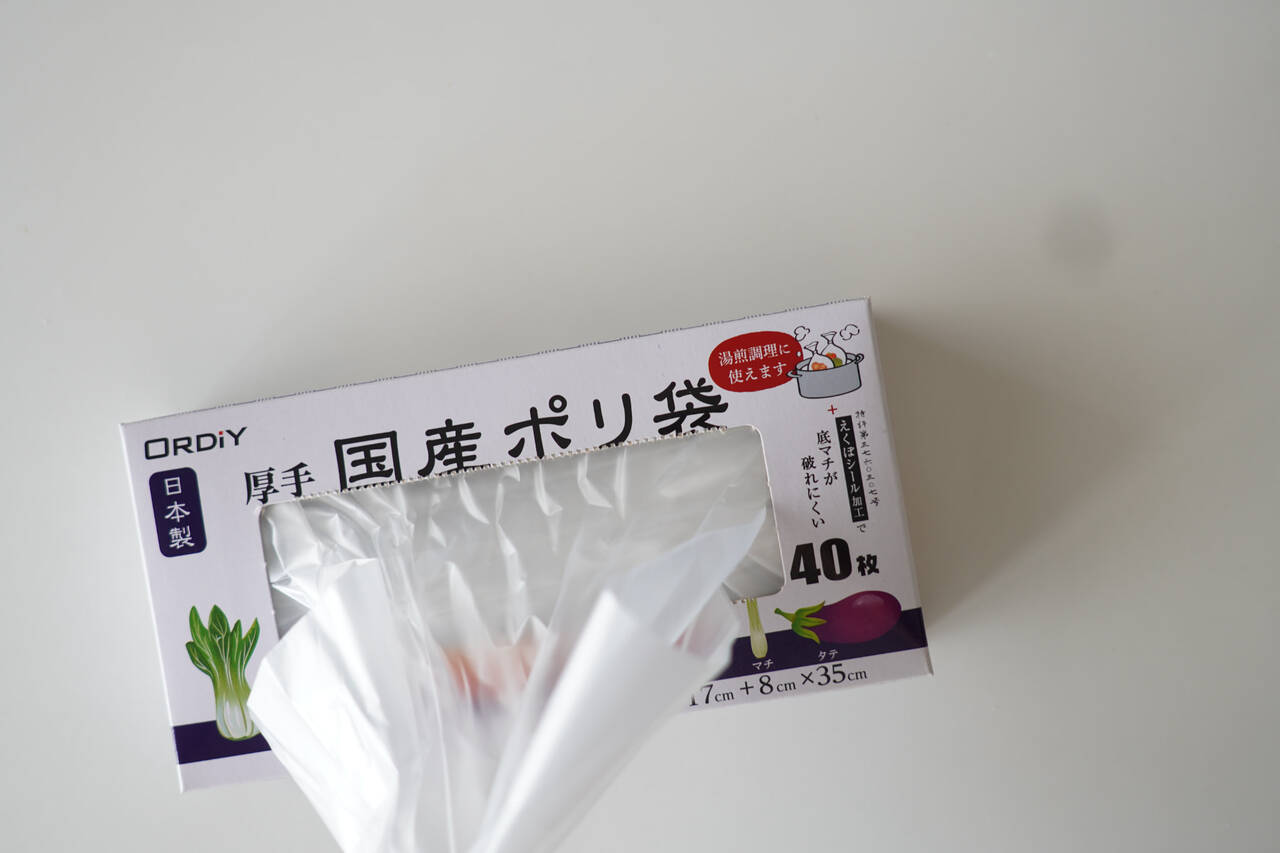 ORDiY
日本製
厚手
国産ポリ袋
湯煎調理に
使えます
特許第三七六〇三〇七号
+
えくぼシール加工で
底マチが
破れにくい
40枚
マチ
タテ
17cm+8cm×35cm